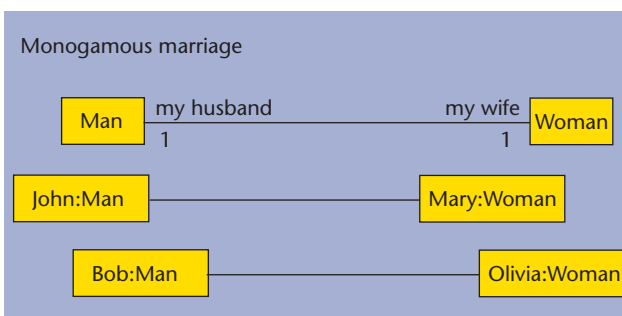 Monogamous marriage
Man my husband my wife Woman
1 1
John:Man Mary:Woman
Bob:Man Olivia:Woman